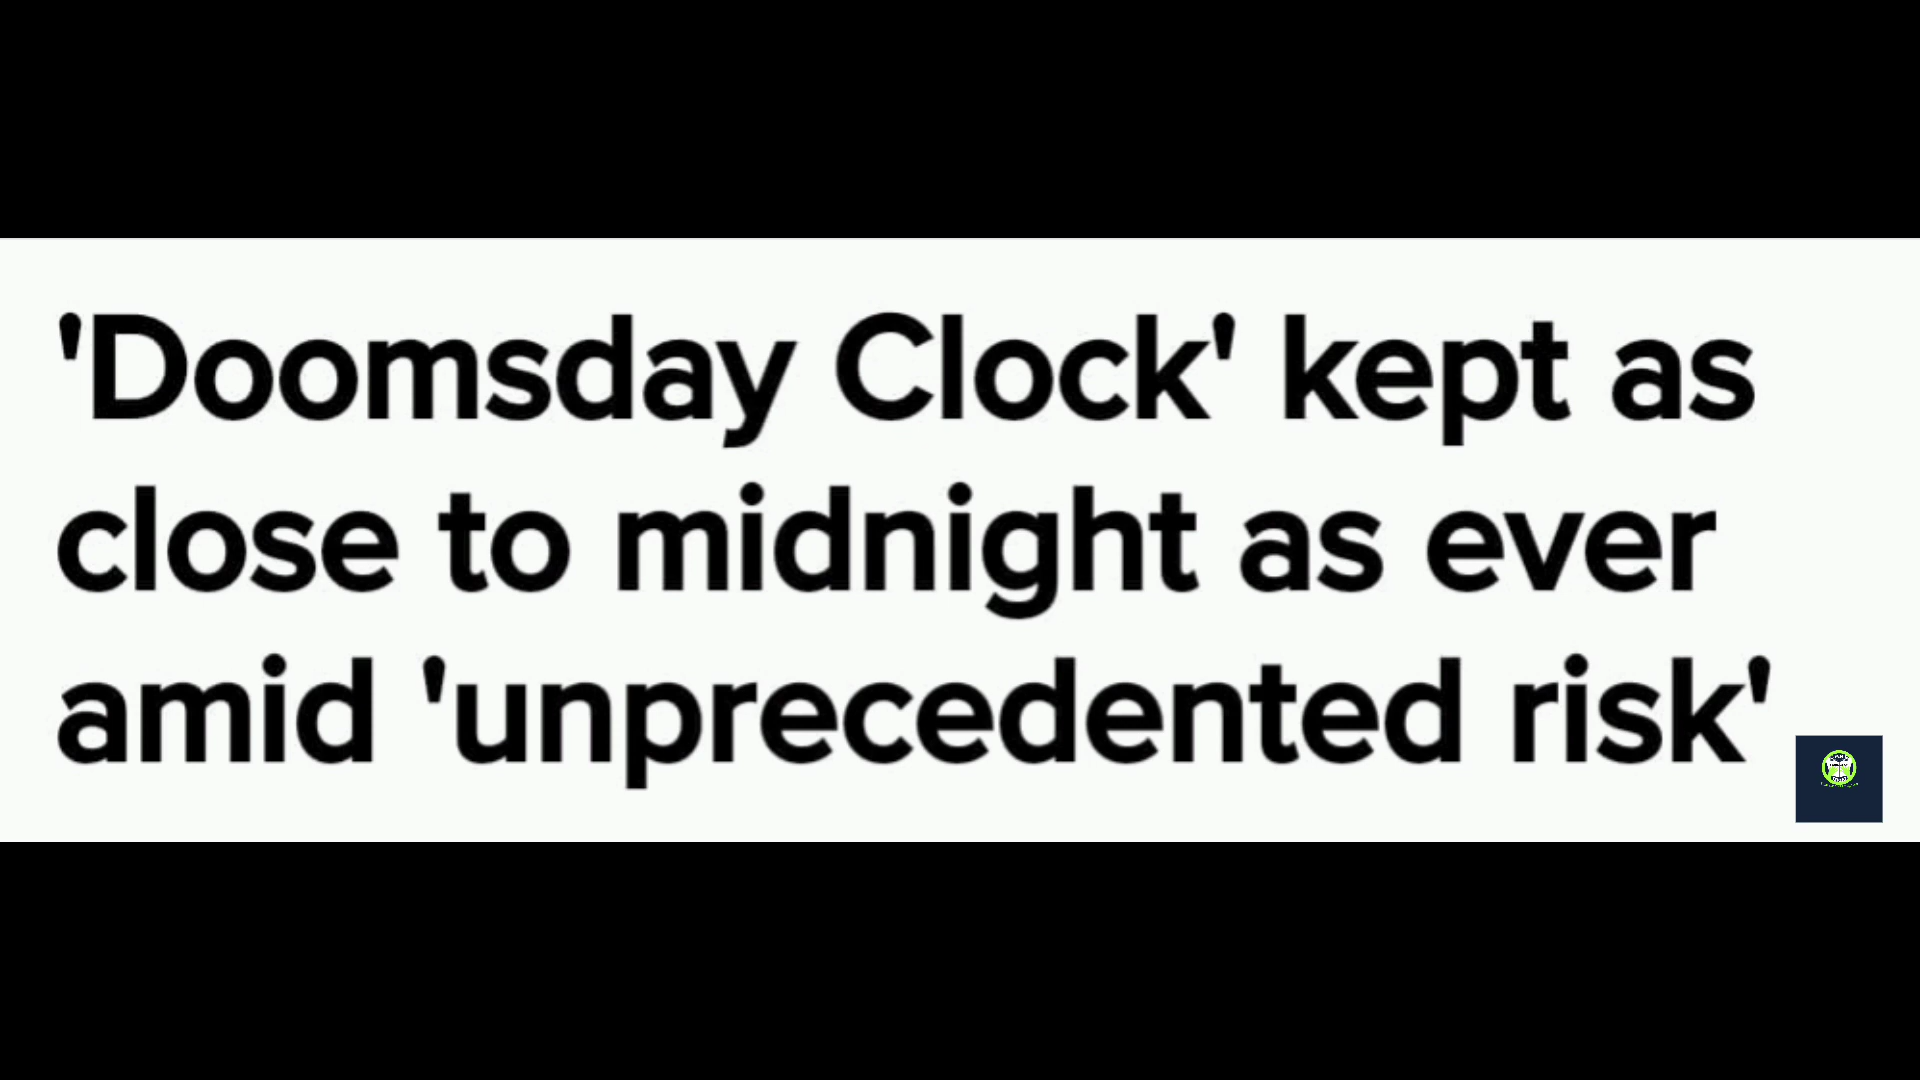 'Doomsday Clock' kept as
close to midnight as ever
amid 'unprecedented risk'